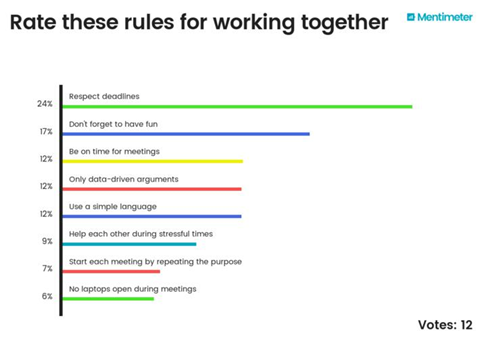 Rate these rules for working together
Mentimeter
Respect deadlines
24%
Don't forget to have fun
17%
Be on time for meetings
12%
Only data-driven arguments
12%
Use a simple language
12%
Help each other during stressful times
9%
Start each meeting by repeating the purpose
7%
No laptops open during meetings
6%
Votes: 12